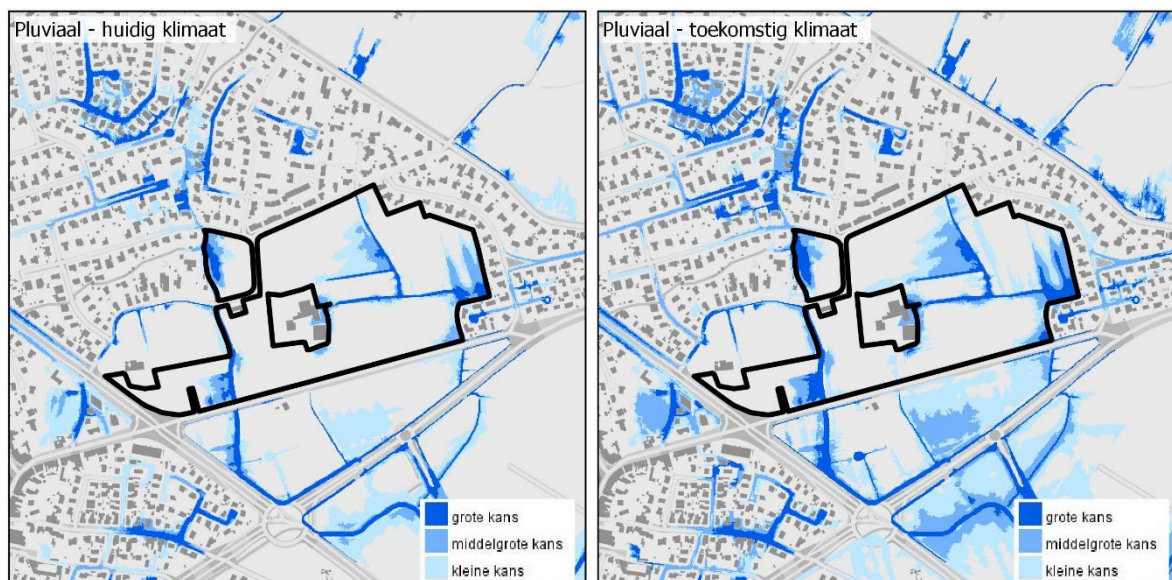 Pluviaal - huidig klimaat
grote kans
middelgrote kans
kleine kans
Pluviaal - toekomstig klimaat
grote kans
middelgrote kans
kleine kans